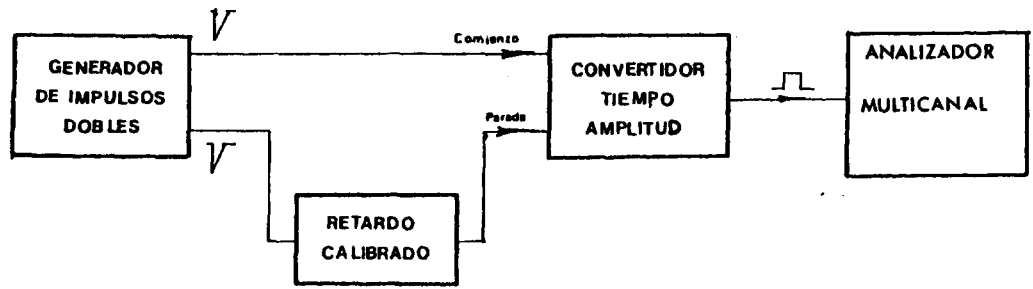 GENERADOR
DE IMPULSOS
DOBLES
Comienzo
Parada
RETARDO
CALIBRADO
CONVERTIDOR
TIEMPO
AMPLITUD
ANALIZADOR
MULTICANAL